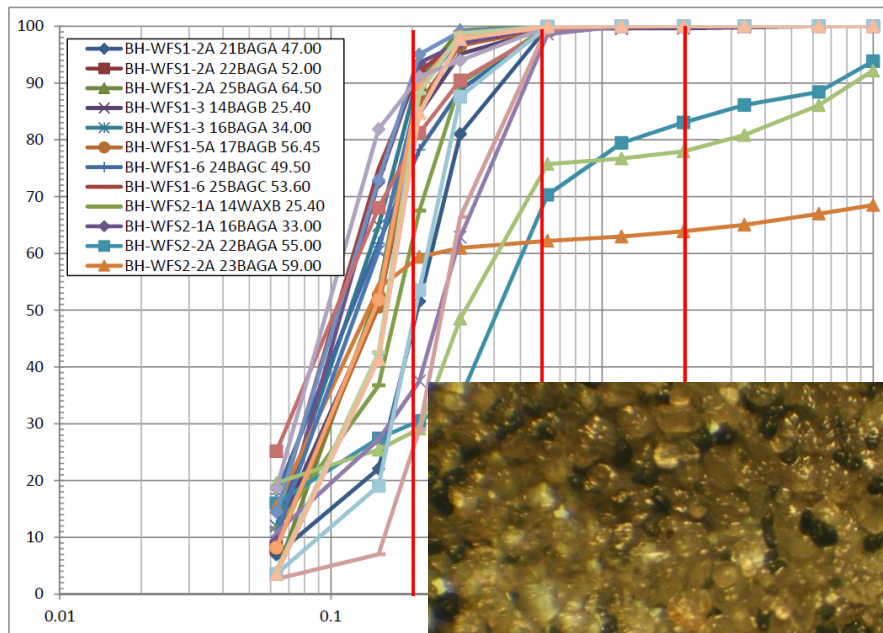 100
90
80
70
60
50
40
30
20
10
0
BH-WFS1-2A 21BAGA 47.00
BH-WFS1-2A 22BAGA 52.00
BH-WFS1-2A 25BAGA 64.50
BH-WFS1-3 14BAGB 25.40
BH-WFS1-3 16BAGA 34.00
BH-WFS1-5A 17BAGB 56.45
BH-WFS1-6 24BAGC 49.50
BH-WFS1-6 25BAGC 53.60
BH-WFS2-1A 14WAXB 25.40
BH-WFS2-1A 16BAGA 33.00
BH-WFS2-2A 22BAGA 55.00
BH-WFS2-2A 23BAGA 59.00
0.01
0.1